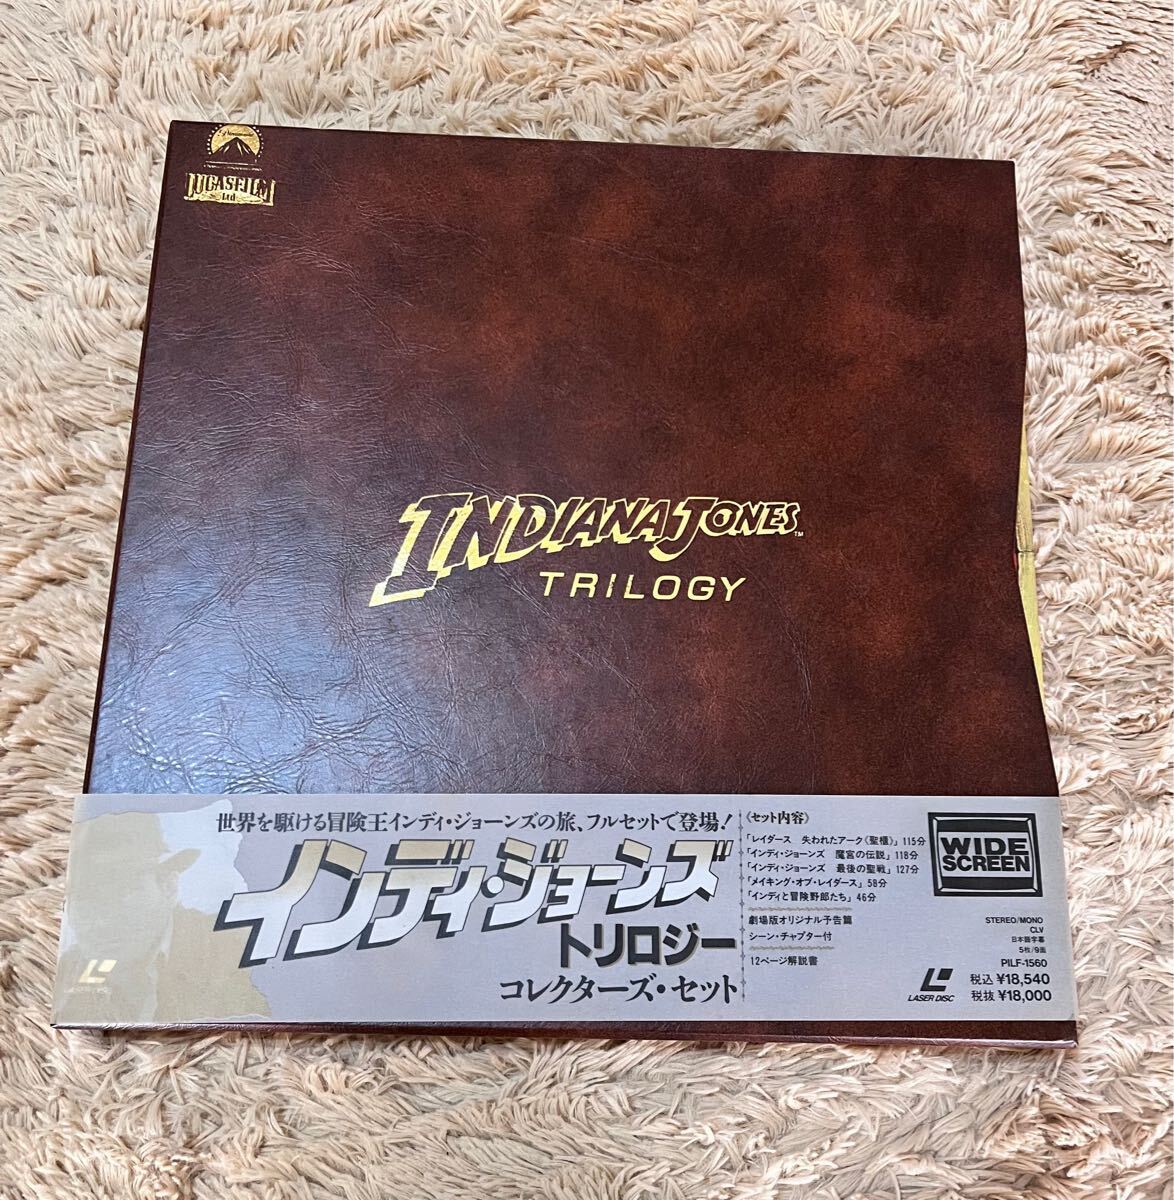 Paramount
LUCASFILM
Ltd
INDIANA JONES™
TRILOGY
世界を駆ける冒険王インディ・ジョーンズの旅、フルセットで登場!
インディ・ジョーンズ
トリロジー
コレクターズ・セット
LASER DISC
〈セット内容〉
「レイダース 失われたアーク《聖櫃》」115分
「インディ・ジョーンズ 魔宮の伝説」118分
「インディ・ジョーンズ 最後の聖戦」127分
「メイキング・オブ・レイダース」58分
「インディと冒険野郎たち」46分
劇場版オリジナル予告篇
シーン・チャプター付
12ページ解説書
WIDE
SCREEN
STEREO/MONO
CLV
日本語字幕
5枚/9面
PILF-1560
税込 ¥18,540
税抜 ¥18,000
LASER DISC